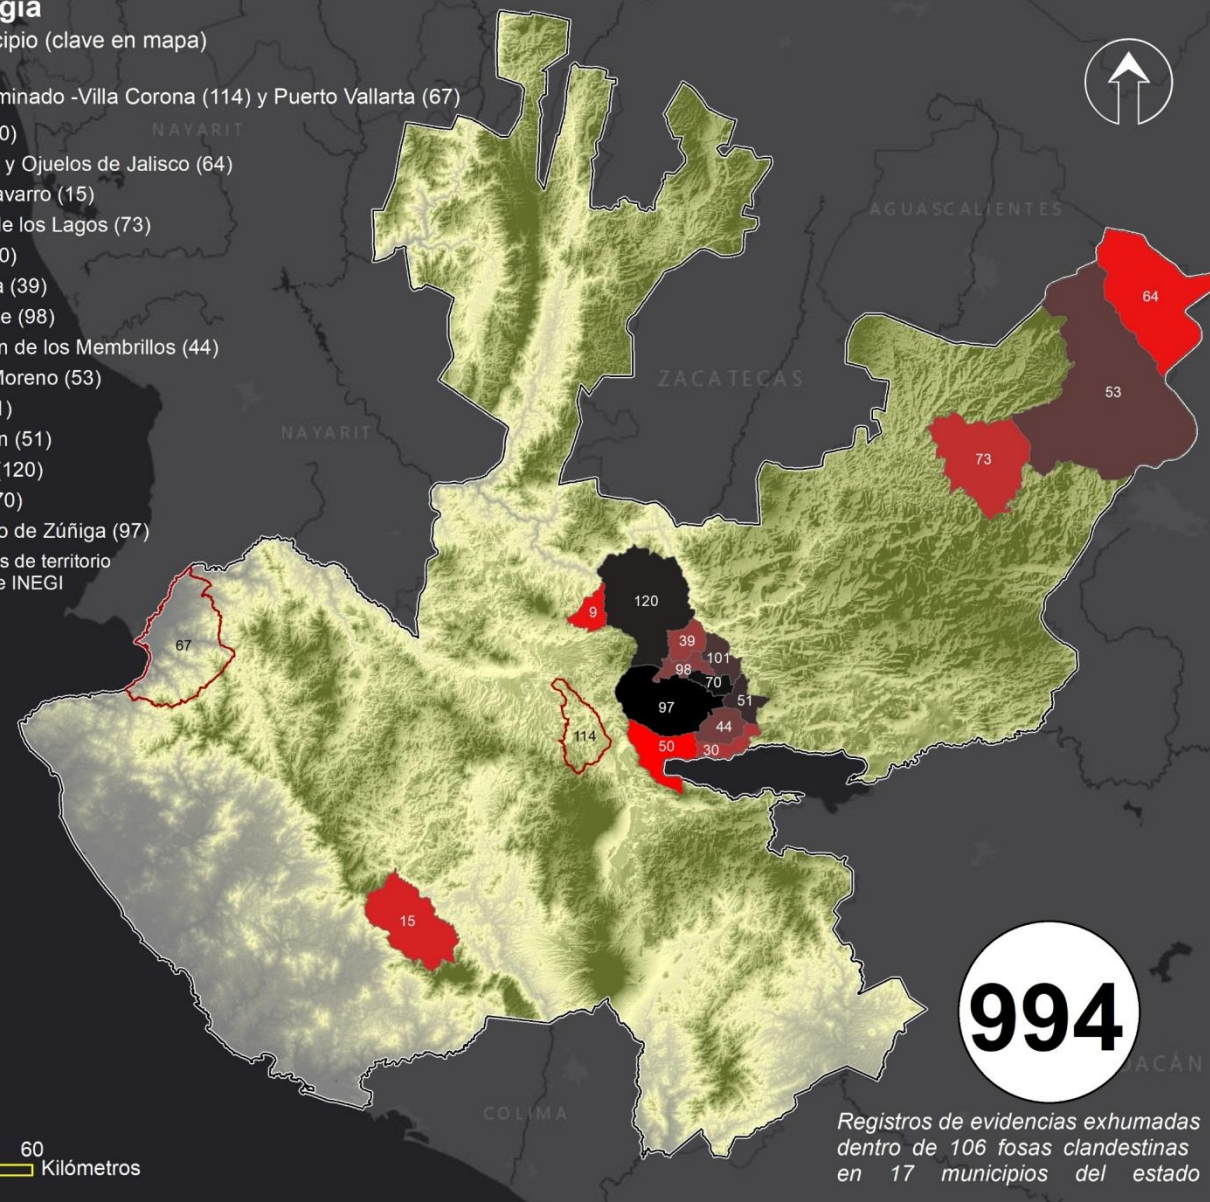 gía
cipio (clave en mapa)
minado -Villa Corona (114) y Puerto Vallarta (67)
0)
y Ojuelos de Jalisco (64)
avarro (15)
de los Lagos (73)
0)
a (39)
e (98)
n de los Membrillos (44)
Moreno (53)
1)
n (51)
(120)
70)
o de Zúñiga (97)
s de territorio
e INEGI
NAYARIT
AGUASCALIENTES
ZACATECAS
NAYARIT
64
53
73
9
120
39
101
98
70
67
51
97
44
114
50
30
15
994
OACÁN
COLIMA
Registros de evidencias exhumadas
dentro de 106 fosas clandestinas
en 17 municipios del estado
60
Kilómetros